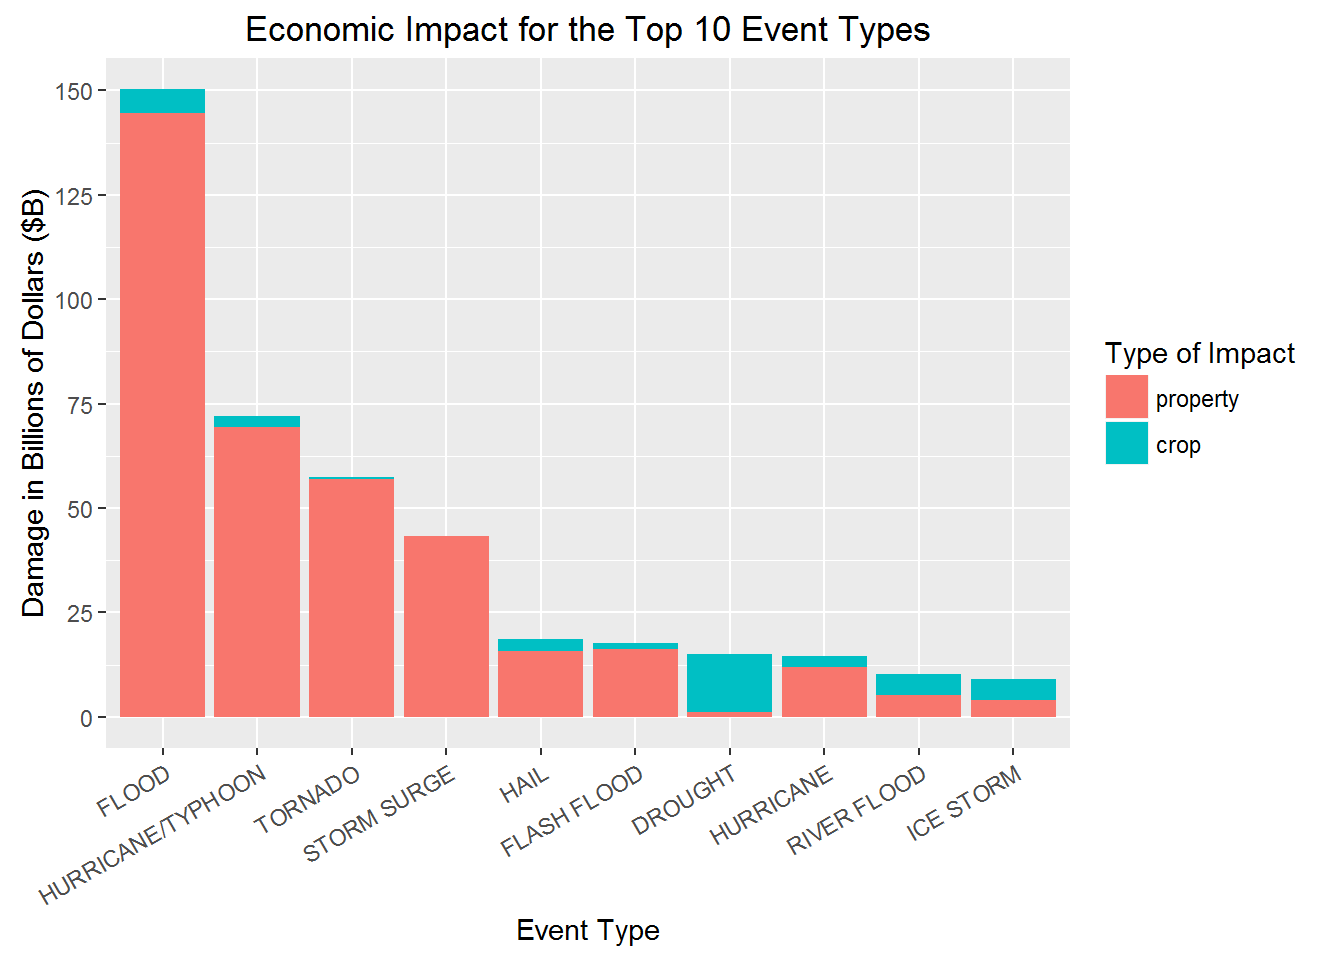 Economic Impact for the Top 10 Event Types
Damage in Billions of Dollars ($B)
150
125
100
75
50
25
0
FLOOD
HURRICANE/TYPHOON
TORNADO
STORM SURGE
HAIL
FLASH FLOOD
DROUGHT
HURRICANE
RIVER FLOOD
ICE STORM
Event Type
Type of Impact
property
crop